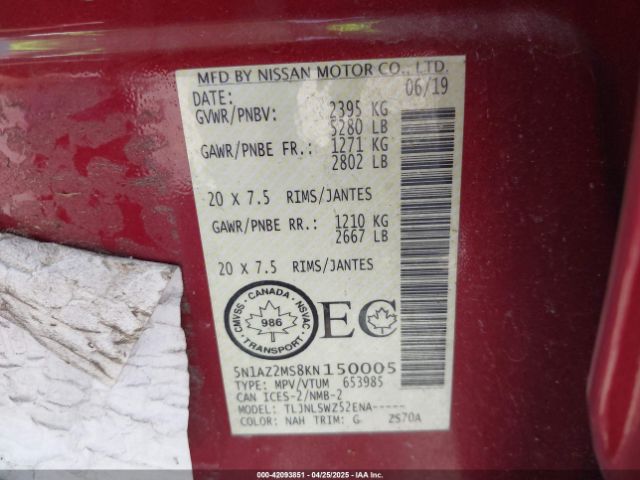 MFD BY NISSAN MOTOR CO., LTD.
DATE: 06/19
GVWR/PNBV: 2395 KG
5280 LB
GAWR/PNBE FR.: 1271 KG
2802 LB
20 X 7.5 RIMS/JANTES
GAWR/PNBE RR.: 1210 KG
2667 LB
20 X 7.5 RIMS/JANTES
CANADA
CMVSS NSVAC
986
TRANSPORT
EC
5N1AZ2MS8KN150005
TYPE: MPV/VTUM 653985
CAN ICES-2/NMB-2
MODEL: TLJNLSWZ52ENA-----
COLOR: NAH TRIM: G 2S70A
000-42093851 - 04/25/2025 - IAAI.COM